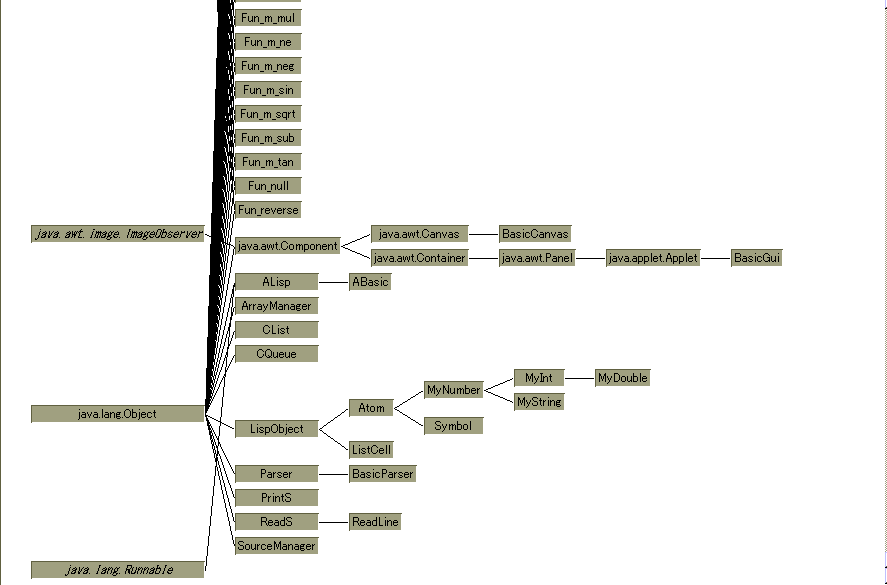 Fun_m_mul
Fun_m_ne
Fun_m_neg
Fun_m_sin
Fun_m_sqrt
Fun_m_sub
Fun_m_tan
Fun_null
Fun_reverse
java.awt.image.ImageObserver
java.awt.Component
java.awt.Canvas
BasicCanvas
java.awt.Container
java.awt.Panel
java.applet.Applet
BasicGui
ALisp
ABasic
ArrayManager
CList
CQueue
java.lang.Object
LispObject
Atom
MyNumber
MyInt
MyDouble
MyString
Symbol
ListCell
Parser
BasicParser
PrintS
ReadS
ReadLine
SourceManager
java.lang.Runnable